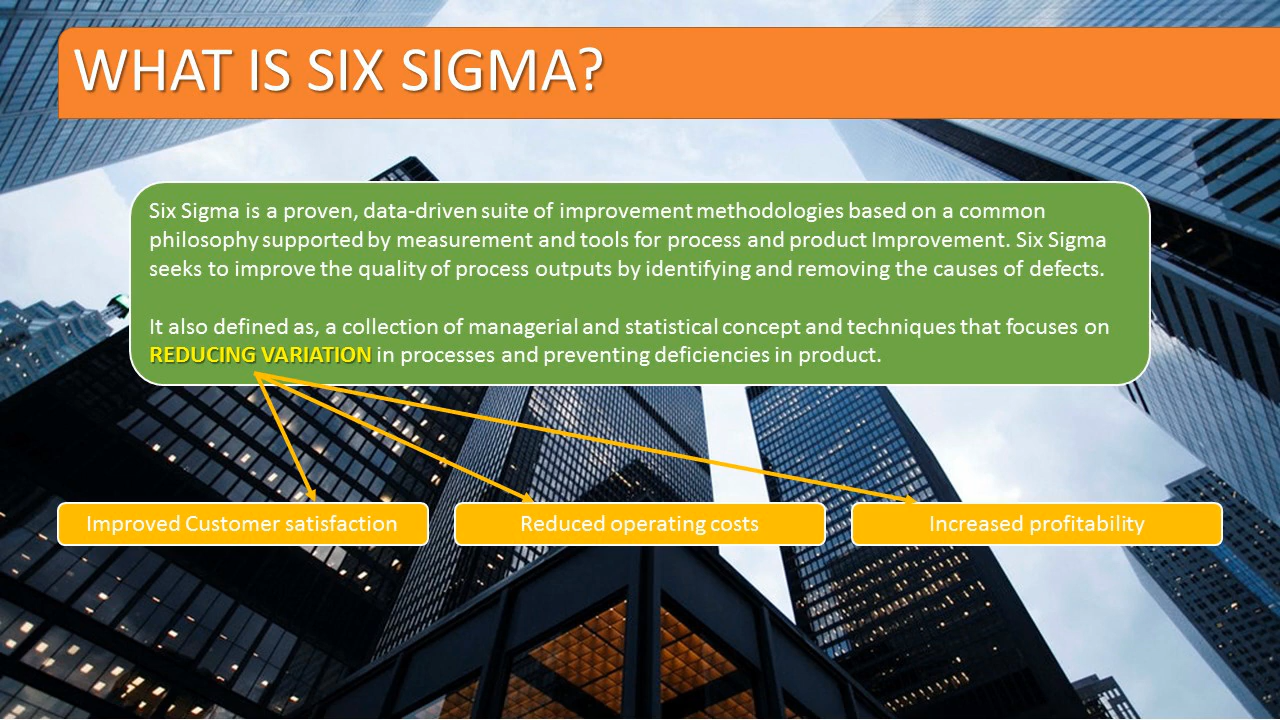 WHAT IS SIX SIGMA?
Six Sigma is a proven, data-driven suite of improvement methodologies based on a common
philosophy supported by measurement and tools for process and product Improvement. Six Sigma
seeks to improve the quality of process outputs by identifying and removing the causes of defects.
It also defined as, a collection of managerial and statistical concept and techniques that focuses on
REDUCING VARIATION in processes and preventing deficiencies in product.
Improved Customer satisfaction
Reduced operating costs
Increased profitability